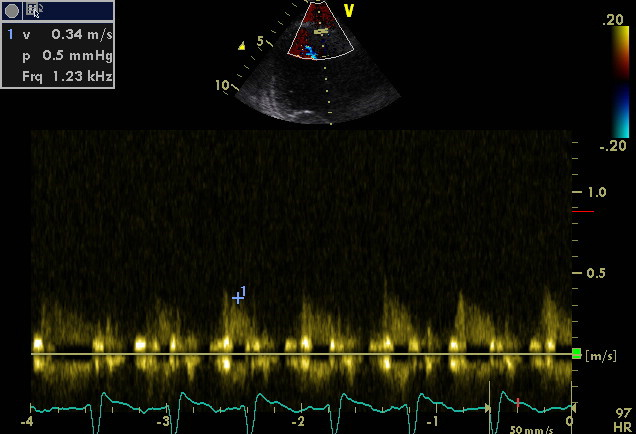 1 v 0.34 m/s
p 0.5 mmHg
Frq 1.23 kHz
V
5
10
.20
-.20
1.0
0.5
[m/s]
1
-4 -3 -2 -1 0
97
HR
50 mm/s